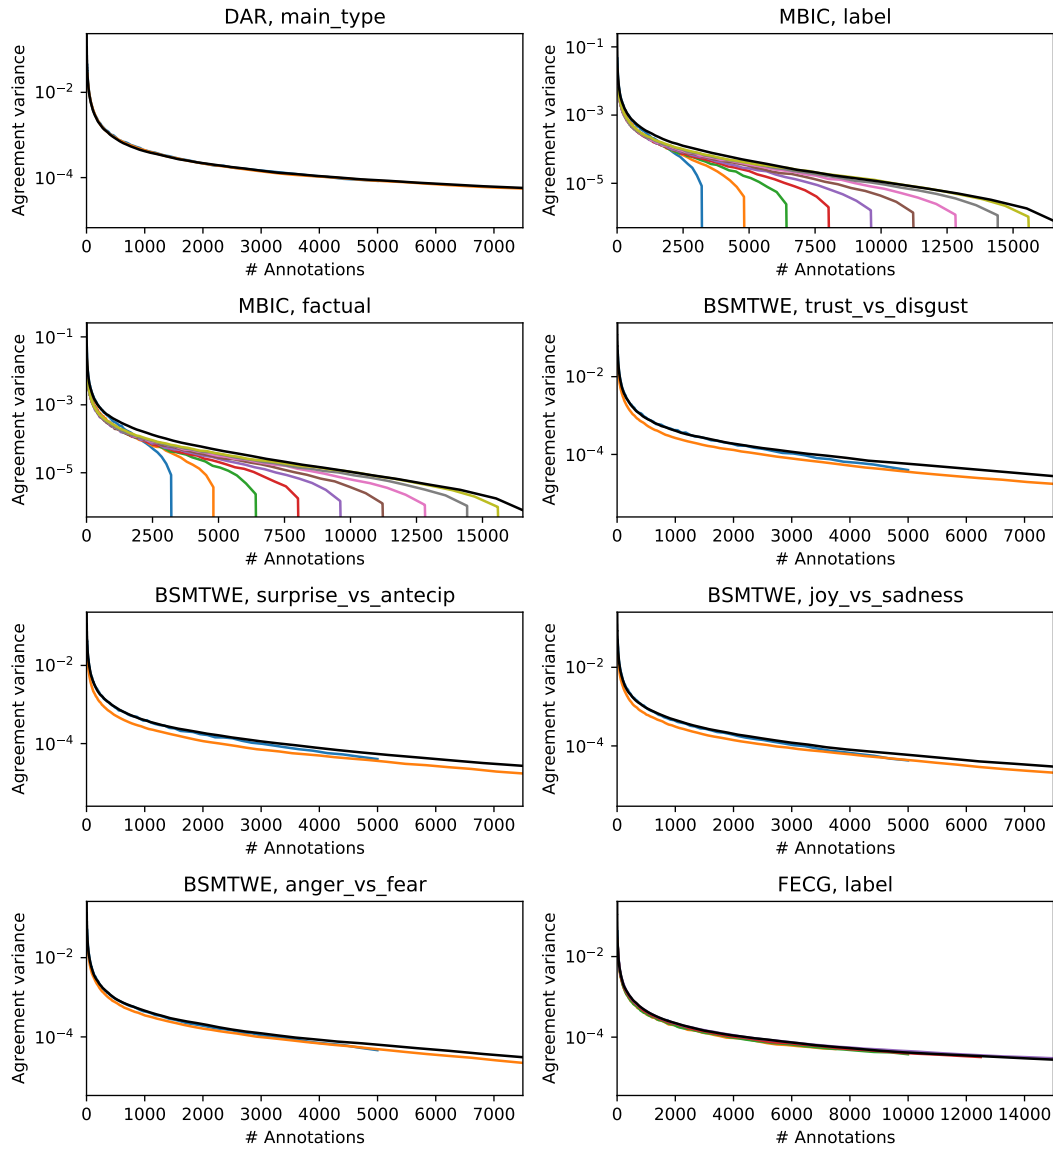 DAR, main_type
Agreement variance
10⁻²
10⁻⁴
0 1000 2000 3000 4000 5000 6000 7000
# Annotations
MBIC, label
Agreement variance
10⁻¹
10⁻³
10⁻⁵
2500 5000 7500 10000 12500 15000
# Annotations
MBIC, factual
Agreement variance
10⁻¹
10⁻³
10⁻⁵
2500 5000 7500 10000 12500 15000
# Annotations
BSMTWE, trust_vs_disgust
Agreement variance
10⁻²
10⁻⁴
0 1000 2000 3000 4000 5000 6000 7000
# Annotations
BSMTWE, surprise_vs_antecip
Agreement variance
10⁻²
10⁻⁴
0 1000 2000 3000 4000 5000 6000 7000
# Annotations
BSMTWE, joy_vs_sadness
Agreement variance
10⁻²
10⁻⁴
0 1000 2000 3000 4000 5000 6000 7000
# Annotations
BSMTWE, anger_vs_fear
Agreement variance
10⁻²
10⁻⁴
0 1000 2000 3000 4000 5000 6000 7000
# Annotations
FECG, label
Agreement variance
10⁻²
10⁻⁴
0 2000 4000 6000 8000 10000 12000 14000
# Annotations